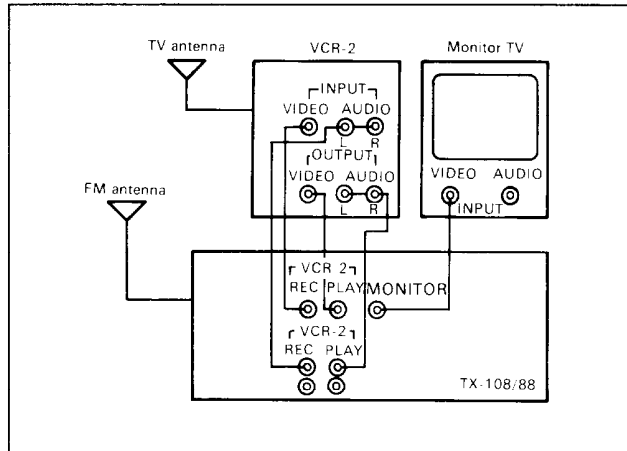 TV antenna
VCR-2
Monitor TV
INPUT
VIDEO AUDIO
L R
OUTPUT
VIDEO AUDIO
L R
VIDEO AUDIO
INPUT
FM antenna
VCR 2
REC PLAY MONITOR
VCR-2
REC PLAY
TX-108/88